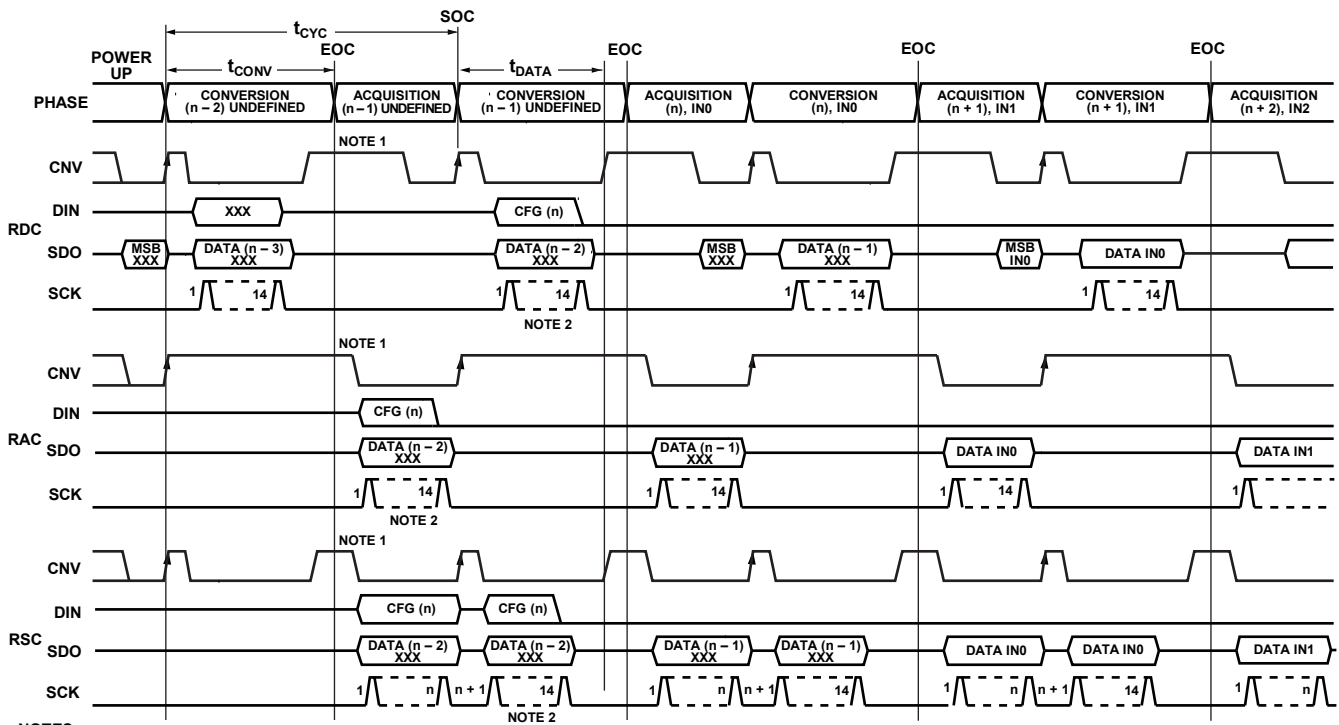 SOC
tCYC
POWER
UP
EOC EOC EOC EOC
tCONV tDATA
PHASE
CONVERSION
(n – 2) UNDEFINED
ACQUISITION
(n – 1) UNDEFINED
CONVERSION
(n – 1) UNDEFINED
ACQUISITION
(n), IN0
CONVERSION
(n), IN0
ACQUISITION
(n + 1), IN1
CONVERSION
(n + 1), IN1
ACQUISITION
(n + 2), IN2
NOTE 1
CNV
DIN XXX CFG (n)
RDC
SDO
MSB
XXX
DATA (n – 3)
XXX
DATA (n – 2)
XXX
MSB
XXX
DATA (n – 1)
XXX
MSB
IN0
DATA IN0
SCK 1 14 1 14 1 14 1 14
NOTE 2
NOTE 1
CNV
DIN CFG (n)
RAC
SDO
DATA (n – 2)
XXX
DATA (n – 1)
XXX
DATA IN0 DATA IN1
SCK 1 14 1 14 1 14 1
NOTE 2
NOTE 1
CNV
DIN CFG (n) CFG (n)
RSC
SDO
DATA (n – 2)
XXX
DATA (n – 2)
XXX
DATA (n – 1)
XXX
DATA (n – 1)
XXX
DATA IN0 DATA IN0 DATA IN1
SCK 1 n n + 1 14 1 n n + 1 14 1 n n + 1 14 1 n
NOTE 2
NOTES